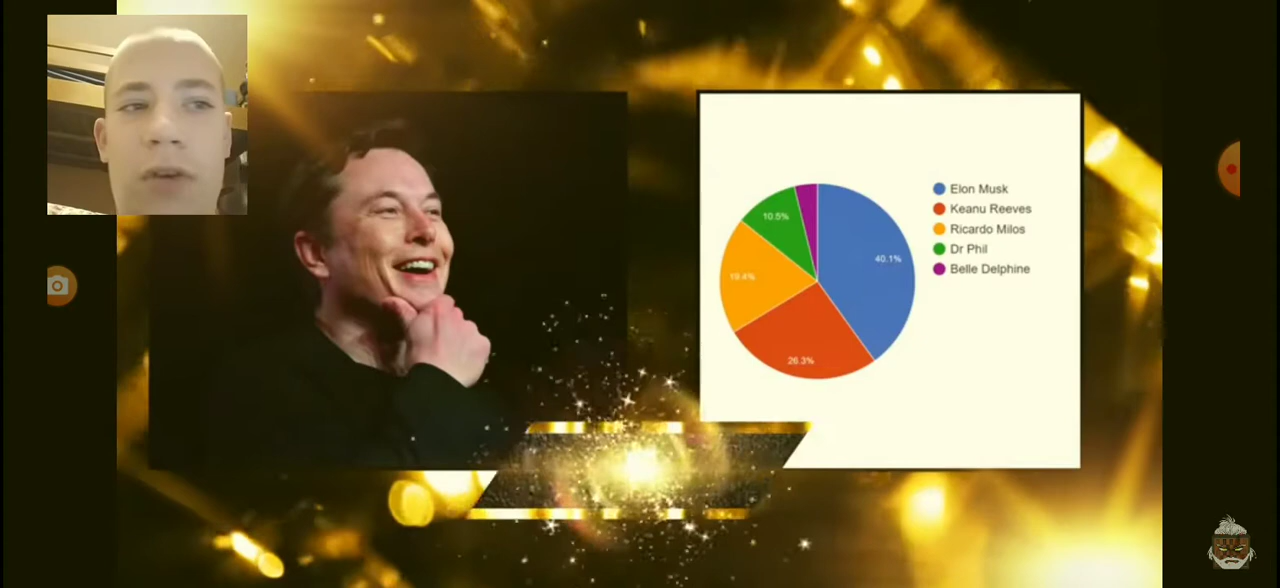 Elon Musk
Keanu Reeves
Ricardo Milos
Dr Phil
Belle Delphine
10.5%
40.1%
19.4%
26.3%